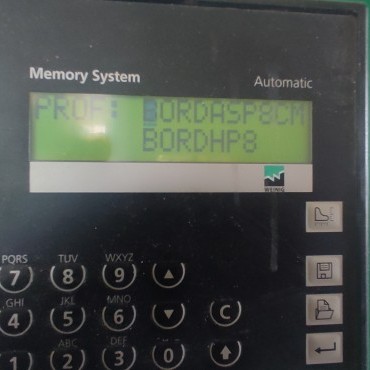 Memory System
Automatic
PROF: BORDASP8CM
BORDHP8
WEINIG
PQRS TUV WXYZ
7 8 9
GHI JKL MNO
4 5 6 C
ABC DEF
1 2 3 0